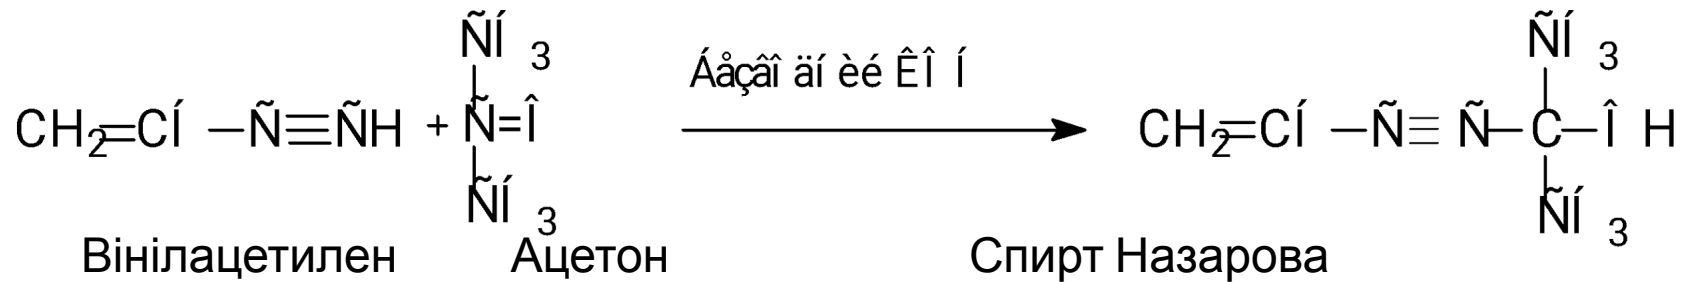 ÑÍ 3 ÑÍ 3
Áåçâî äí èé ÊÎ Í
CH2=CÍ –Ñ≡ÑH + Ñ=Î CH2=CÍ –Ñ≡ Ñ–C–Î H
ÑÍ 3 ÑÍ 3
Вінілацетилен Ацетон Спирт Назарова